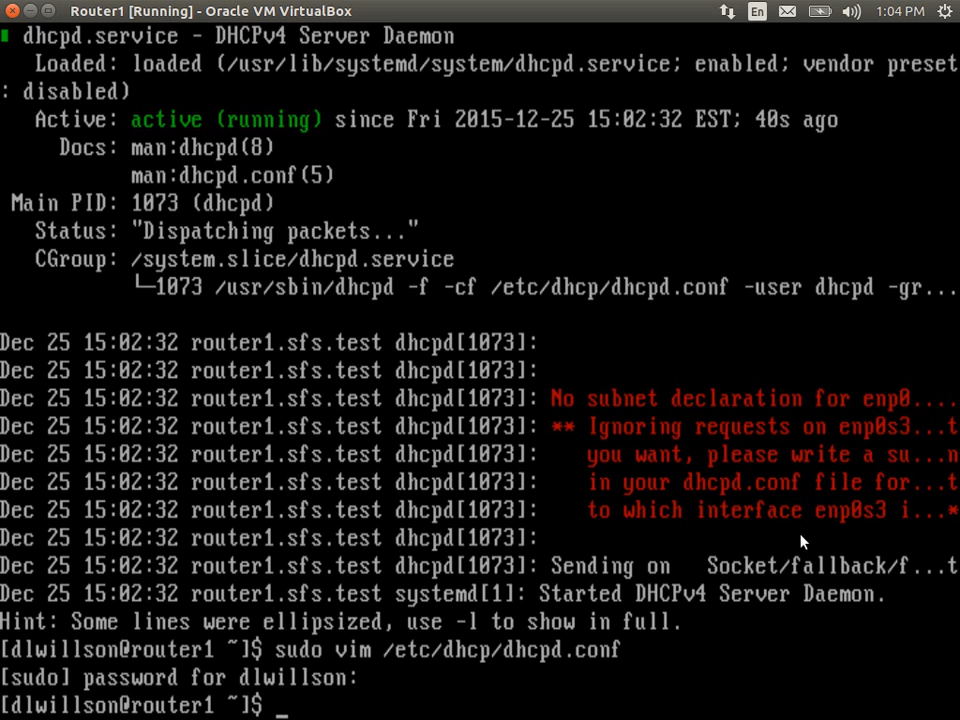 Router1 [Running] - Oracle VM VirtualBox
En
1:04 PM
dhcpd.service - DHCPv4 Server Daemon
Loaded: loaded (/usr/lib/systemd/system/dhcpd.service; enabled; vendor preset
: disabled)
Active: active (running) since Fri 2015-12-25 15:02:32 EST; 40s ago
Docs: man:dhcpd(8)
man:dhcpd.conf(5)
Main PID: 1073 (dhcpd)
Status: "Dispatching packets..."
CGroup: /system.slice/dhcpd.service
└─1073 /usr/sbin/dhcpd -f -cf /etc/dhcp/dhcpd.conf -user dhcpd -gr...
Dec 25 15:02:32 router1.sfs.test dhcpd[1073]:
Dec 25 15:02:32 router1.sfs.test dhcpd[1073]:
Dec 25 15:02:32 router1.sfs.test dhcpd[1073]: No subnet declaration for enp0....
Dec 25 15:02:32 router1.sfs.test dhcpd[1073]: ** Ignoring requests on enp0s3...t
Dec 25 15:02:32 router1.sfs.test dhcpd[1073]: you want, please write a su...n
Dec 25 15:02:32 router1.sfs.test dhcpd[1073]: in your dhcpd.conf file for...t
Dec 25 15:02:32 router1.sfs.test dhcpd[1073]: to which interface enp0s3 i...*
Dec 25 15:02:32 router1.sfs.test dhcpd[1073]:
Dec 25 15:02:32 router1.sfs.test dhcpd[1073]: Sending on Socket/fallback/f...t
Dec 25 15:02:32 router1.sfs.test systemd[1]: Started DHCPv4 Server Daemon.
Hint: Some lines were ellipsized, use -l to show in full.
[dlwillson@router1 ~]$ sudo vim /etc/dhcp/dhcpd.conf
[sudo] password for dlwillson:
[dlwillson@router1 ~]$ _